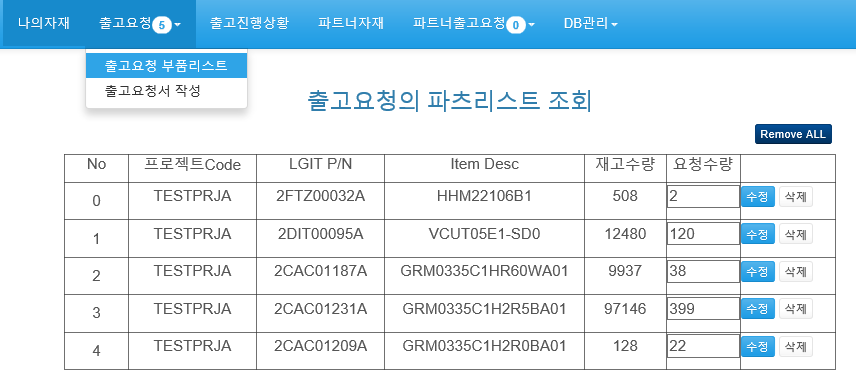 나의자재 출고요청 5 출고진행상황 파트너자재 파트너출고요청 0 DB관리
출고요청 부품리스트
출고요청서 작성
출고요청의 파츠리스트 조회
Remove ALL
No 프로젝트Code LGIT P/N Item Desc 재고수량 요청수량
0 TESTPRJA 2FTZ00032A HHM22106B1 508 2 수정 삭제
1 TESTPRJA 2DIT00095A VCUT05E1-SD0 12480 120 수정 삭제
2 TESTPRJA 2CAC01187A GRM0335C1HR60WA01 9937 38 수정 삭제
3 TESTPRJA 2CAC01231A GRM0335C1H2R5BA01 97146 399 수정 삭제
4 TESTPRJA 2CAC01209A GRM0335C1H2R0BA01 128 22 수정 삭제